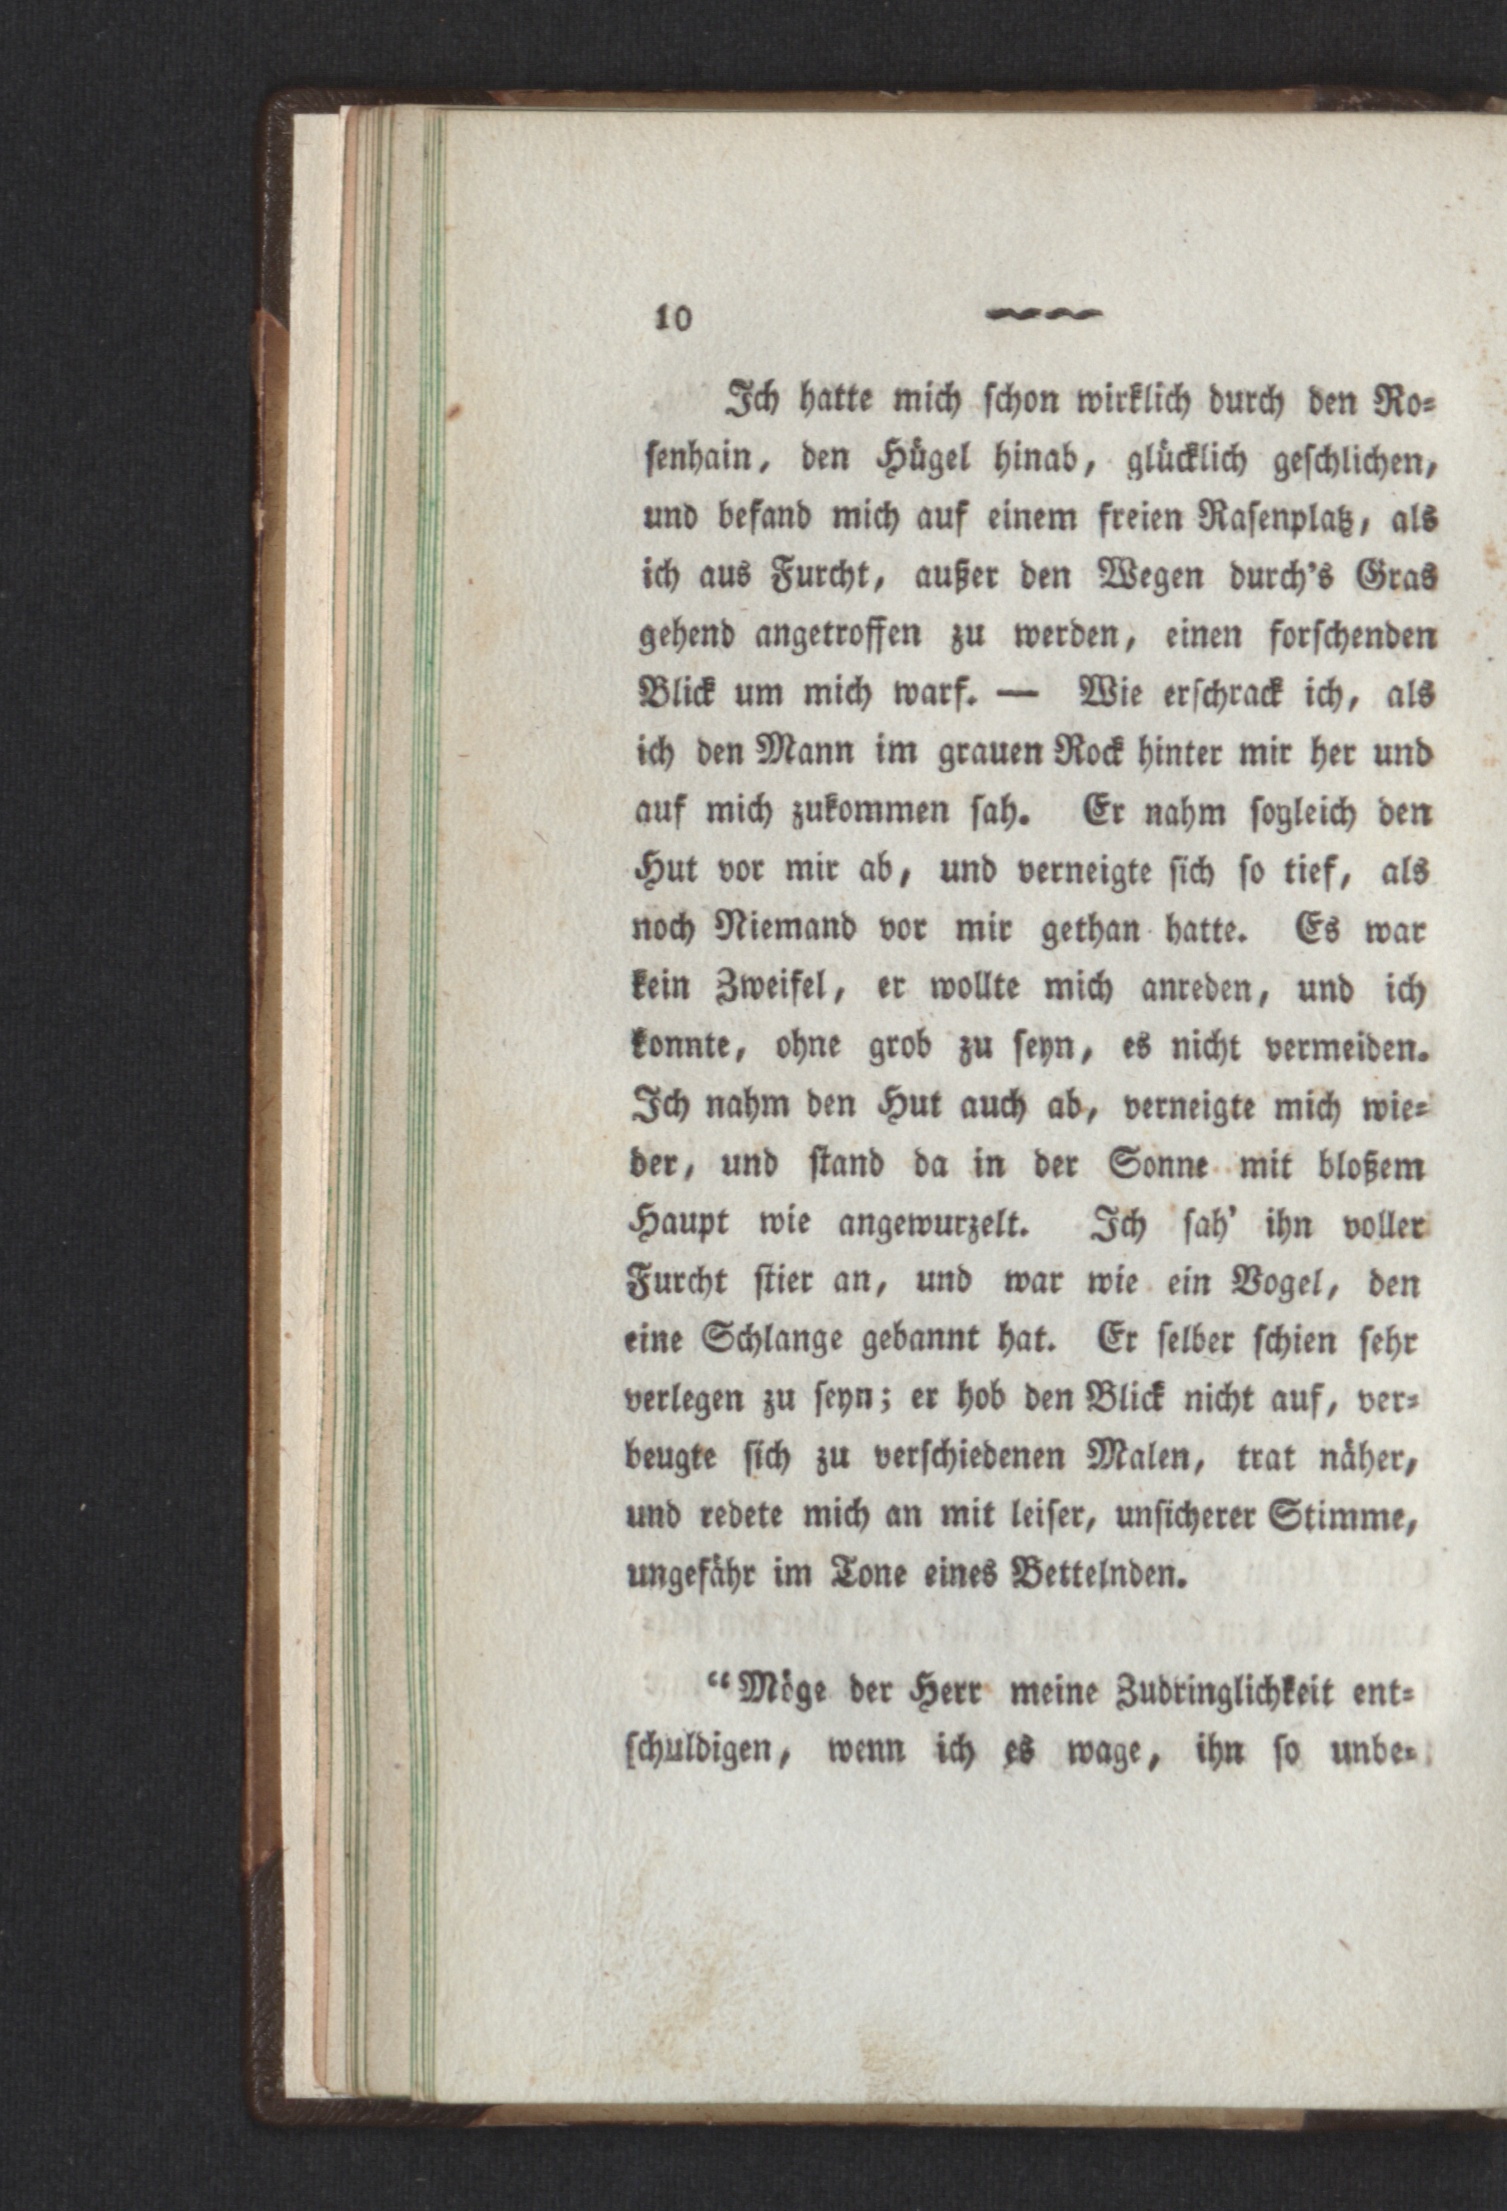 10
Ich hatte mich ſchon wirklich durch den Ro⸗
ſenhain, den Hügel hinab, glücklich geſchlichen,
und befand mich auf einem freien Raſenplatz, als
ich aus Furcht, außer den Wegen durch's Gras
gehend angetroffen zu werden, einen forſchenden
Blick um mich warf. — Wie erſchrack ich, als
ich den Mann im grauen Rock hinter mir her und
auf mich zukommen ſah. Er nahm ſogleich den
Hut vor mir ab, und verneigte ſich ſo tief, als
noch Niemand vor mir gethan hatte. Es war
kein Zweifel, er wollte mich anreden, und ich
konnte, ohne grob zu ſeyn, es nicht vermeiden.
Ich nahm den Hut auch ab, verneigte mich wie⸗
der, und ſtand da in der Sonne mit bloßem
Haupt wie angewurzelt. Ich ſah' ihn voller
Furcht ſtier an, und war wie ein Vogel, den
eine Schlange gebannt hat. Er ſelber ſchien ſehr
verlegen zu ſeyn; er hob den Blick nicht auf, ver⸗
beugte ſich zu verſchiedenen Malen, trat näher,
und redete mich an mit leiſer, unſicherer Stimme,
ungefähr im Tone eines Bettelnden.
“Möge der Herr meine Zudringlichkeit ent⸗
ſchuldigen, wenn ich es wage, ihn ſo unbe⸗